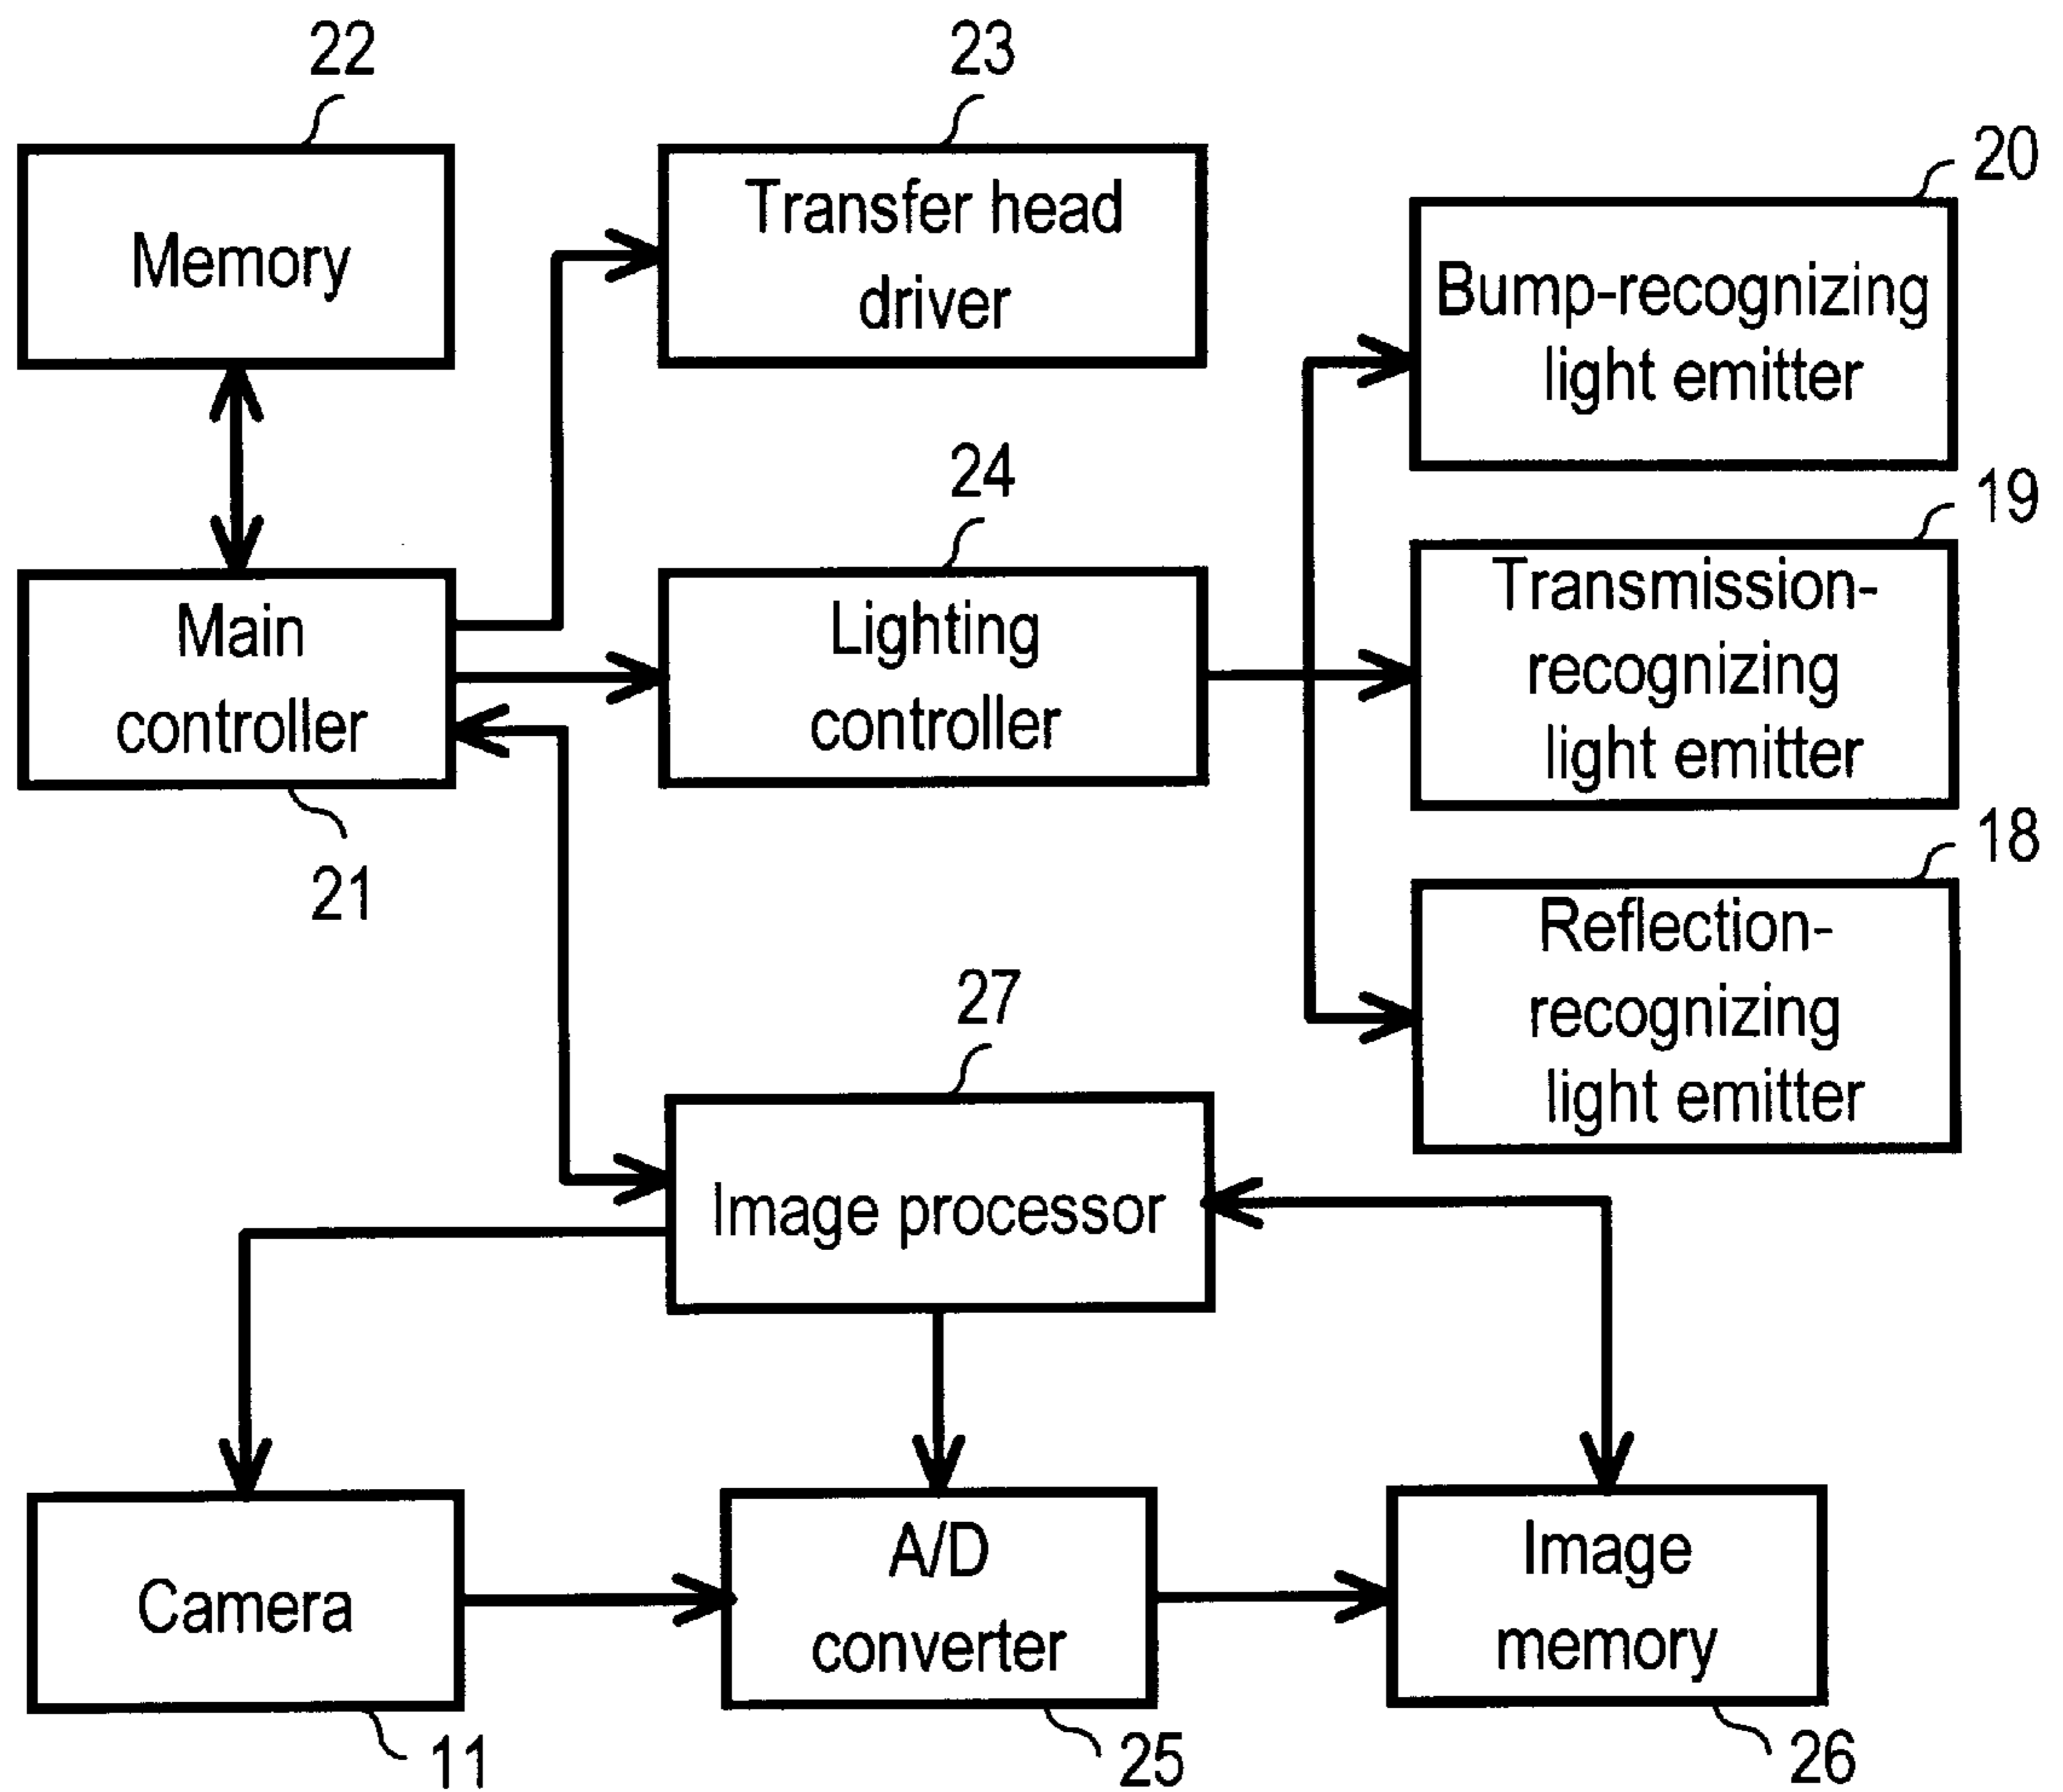 22
Memory
23
Transfer head
driver
20
Bump-recognizing
light emitter
24
Lighting
controller
19
Transmission-
recognizing
light emitter
Main
controller
21
18
Reflection-
recognizing
light emitter
27
Image processor
Camera
11
A/D
converter
25
Image
memory
26